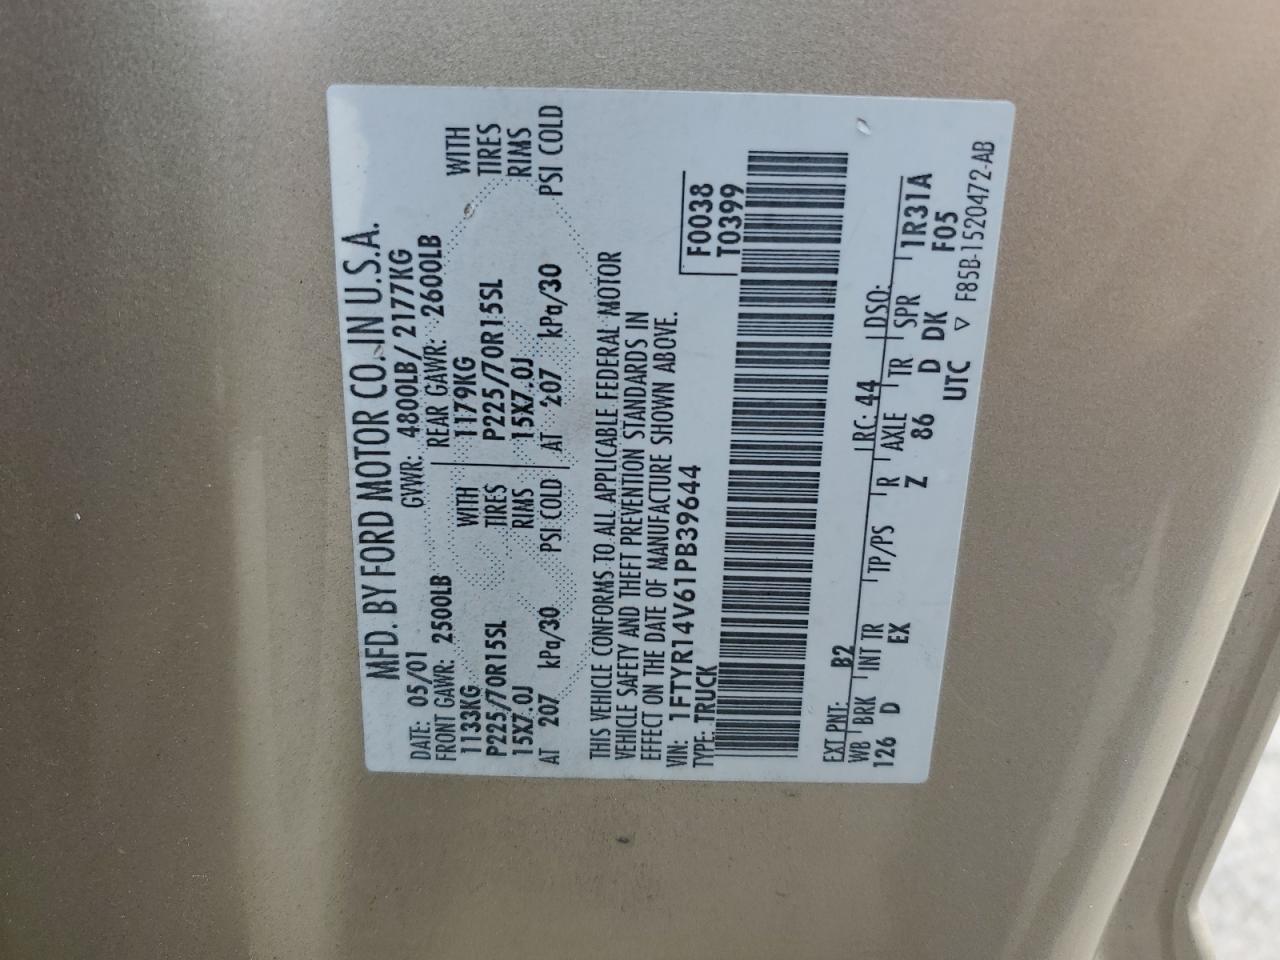 MFD. BY FORD MOTOR CO. IN U.S.A.
DATE: 05/01 GVWR: 4800LB/ 2177KG
FRONT GAWR: 2500LB REAR GAWR: 2600LB
1133KG WITH 1179KG WITH
P225/70R15SL TIRES P225/70R15SL TIRES
15X7.0J RIMS 15X7.0J RIMS
AT 207 kPa/30 PSI COLD AT 207 kPa/30 PSI COLD
THIS VEHICLE CONFORMS TO ALL APPLICABLE FEDERAL MOTOR
VEHICLE SAFETY AND THEFT PREVENTION STANDARDS IN
EFFECT ON THE DATE OF MANUFACTURE SHOWN ABOVE.
VIN: 1FTYR14V61PB39644 F0038
TYPE: TRUCK T0399
EXT PNT: B2 RC: 44 DSO:
WB BRK INT TR TP/PS R AXLE TR SPR 1R31A
126 D EX Z 86 D DK F05
UTC ▽ F85B-1520472-AB